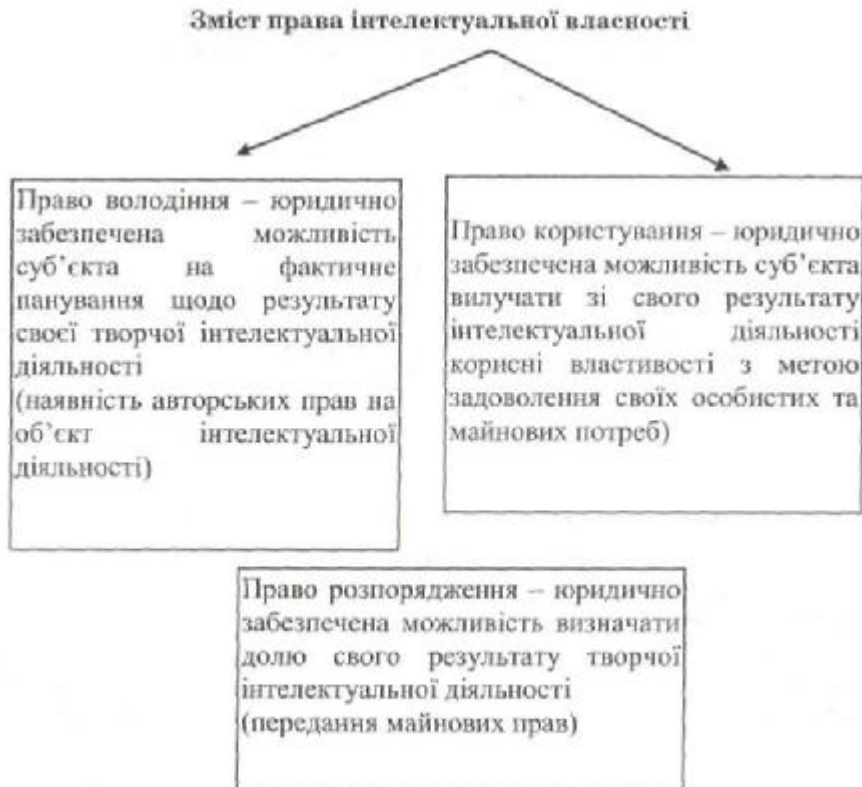 Зміст права інтелектуальної власності
Право володіння – юридично
забезпечена можливість
суб’єкта на фактичне
панування щодо результату
своєї творчої інтелектуальної
діяльності
(наявність авторських прав на
об’єкт інтелектуальної
діяльності)
Право користування – юридично
забезпечена можливість суб’єкта
вилучати зі свого результату
інтелектуальної діяльності
корисні властивості з метою
задоволення своїх особистих та
майнових потреб)
Право розпорядження – юридично
забезпечена можливість визначати
долю свого результату творчої
інтелектуальної діяльності
(передання майнових прав)